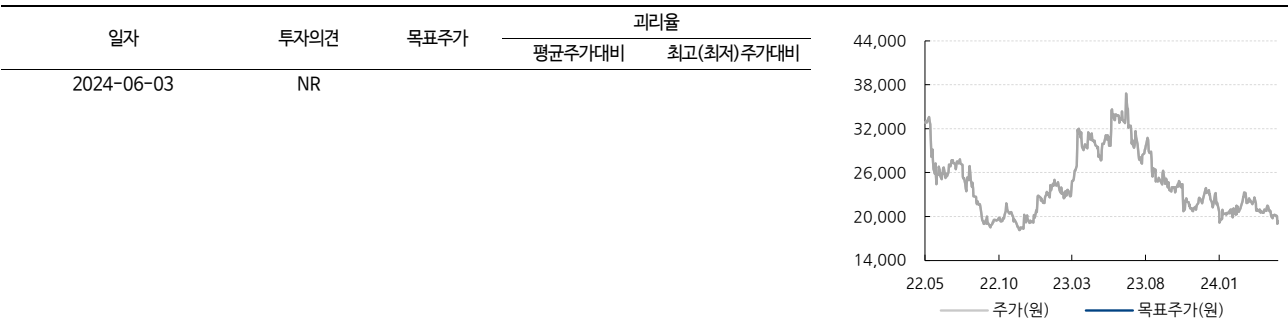 일자 투자의견 목표주가 괴리율
평균주가대비 최고(최저)주가대비
2024-06-03 NR
44,000
38,000
32,000
26,000
20,000
14,000
22.05 22.10 23.03 23.08 24.01
주가(원) 목표주가(원)